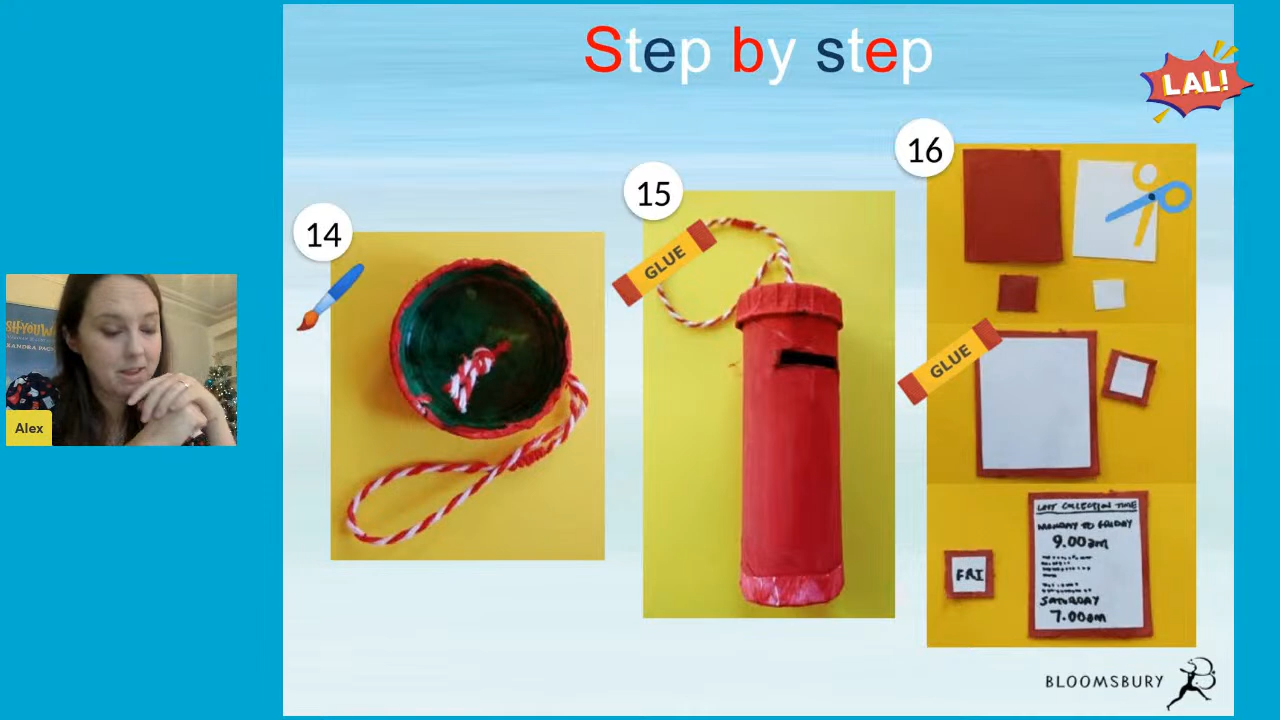 Step by step
LAL!
14
15
16
GLUE
GLUE
LAST COLLECTION TIME
MONDAY TO FRIDAY
9.00am
SATURDAY
7.00am
FRI
Alex
BLOOMSBURY